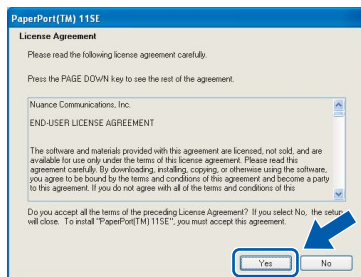 PaperPort(TM) 11SE
License Agreement
Please read the following license agreement carefully.
Press the PAGE DOWN key to see the rest of the agreement.
Nuance Communications, Inc.
END-USER LICENSE AGREEMENT
The software and materials provided with this agreement are licensed, not sold, and are
available for use only under the terms of this license agreement. Please read this
agreement carefully. By downloading, installing, copying, or otherwise using the software,
you agree to be bound by the terms and conditions of this agreement and become a party
to this agreement. If you do not agree with all of the terms and conditions of this
Do you accept all the terms of the preceding License Agreement? If you select No, the setup
will close. To install "PaperPort(TM) 11SE", you must accept this agreement.
Yes
No